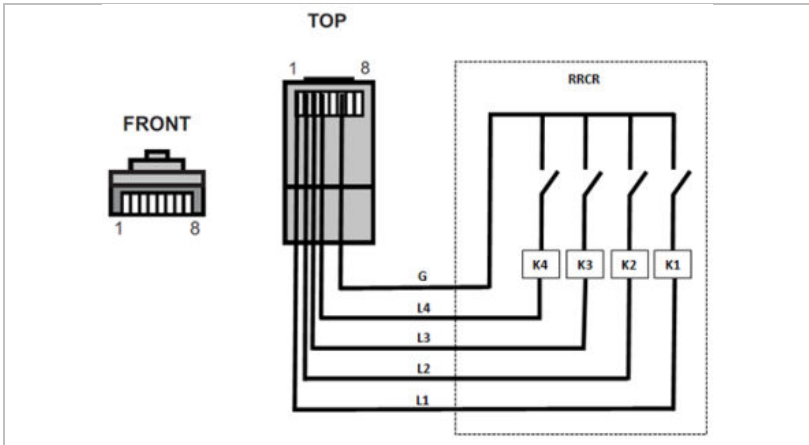 TOP
1 8
RRCR
FRONT
1 8
K4 K3 K2 K1
G
L4
L3
L2
L1